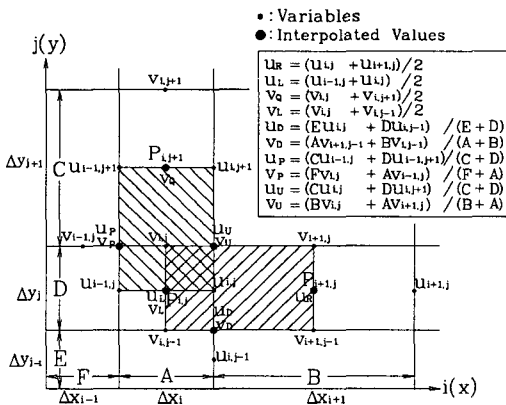 • : Variables
● : Interpolated Values
j(y)
uR = (ui,j + ui+1,j)/2
uL = (ui-1,j + ui,j)/2
vQ = (vi,j + vi,j+1)/2
vL = (vi,j + vi,j-1)/2
uD = (Eui,j + Dui,j-1) /(E+D)
vD = (Avi+1,j-1 + Bvi,j-1) /(A+B)
uP = (Cui-1,j + Dui-1,j+1)/(C+D)
vP = (Fvi,j + Avi-1,j) /(F+A)
uU = (Cui,j + Dui,j+1) /(C+D)
vU = (Bvi,j + Avi+1,j) /(B+A)
vi,j+1
Δyj+1 C
ui-1,j+1 Pi,j+1 ui,j+1
vQ
uP uU
vi-1,j vP vi,j vU vi+1,j
Δyj D
ui-1,j uL Pi,j ui,j uR Pi+1,j ui+1,j
vL
uD
vD
vi,j-1 vi+1,j-1
Δyj-1 E
ui,j-1
F A B
i(x)
Δxi-1 Δxi Δxi+1